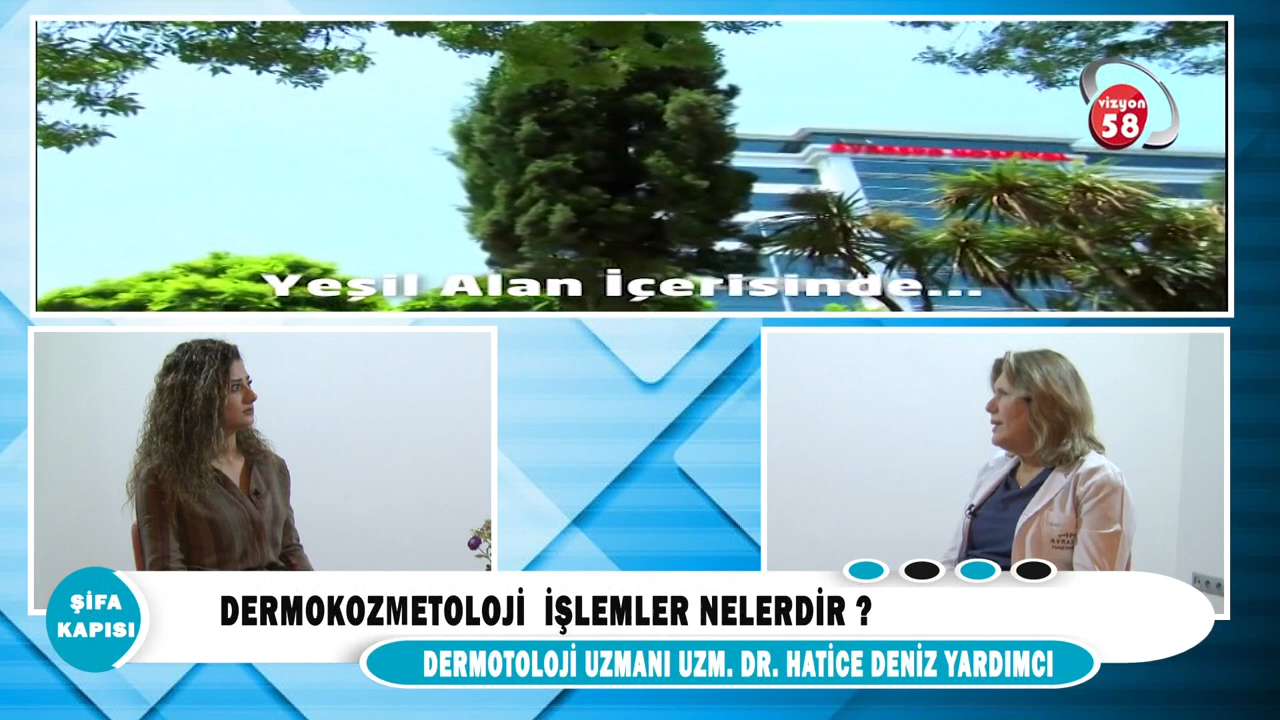 vizyon
58
Yeşil Alan İçerisinde...
ŞİFA
KAPISI
DERMOKOZMETOLOJİ İŞLEMLER NELERDİR ?
DERMOTOLOJİ UZMANI UZM. DR. HATİCE DENİZ YARDIMCI